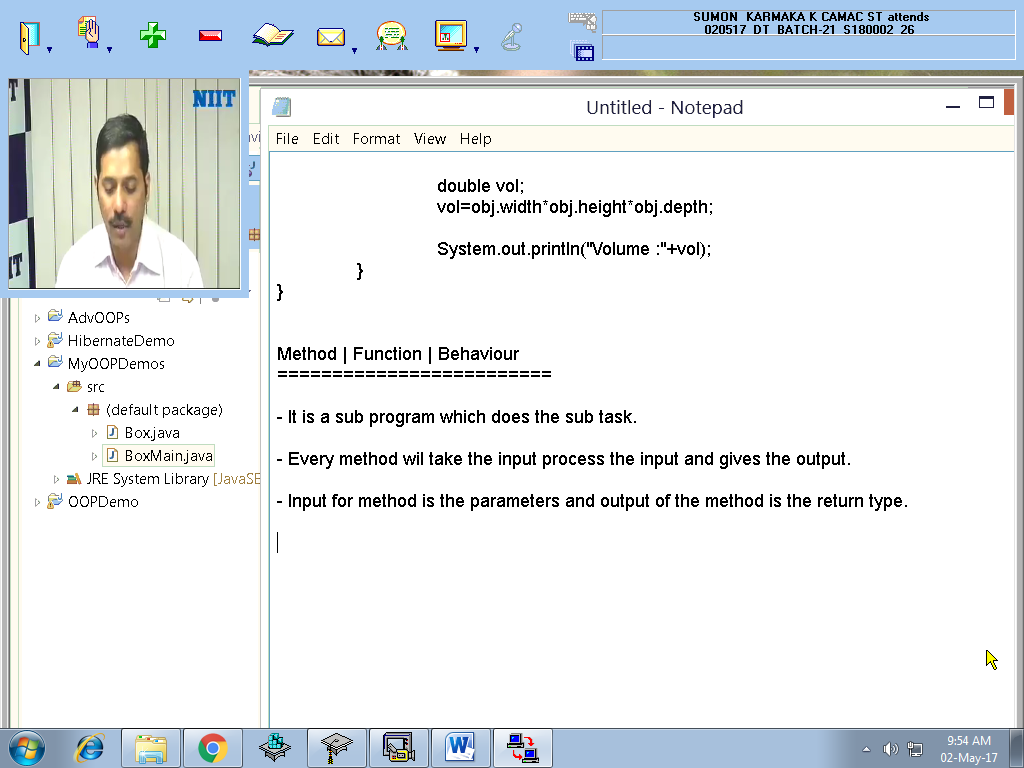 SUMON KARMAKA K CAMAC ST attends
020517 DT BATCH-21 S180002 26
NIIT
Untitled - Notepad
File Edit Format View Help
double vol;
vol=obj.width*obj.height*obj.depth;
System.out.println("Volume :"+vol);
}
}
Method | Function | Behaviour
=========================
- It is a sub program which does the sub task.
- Every method wil take the input process the input and gives the output.
- Input for method is the parameters and output of the method is the return type.
AdvOOPs
HibernateDemo
MyOOPDemos
src
(default package)
Box.java
BoxMain.java
JRE System Library [JavaSE
OOPDemo
9:54 AM
02-May-17